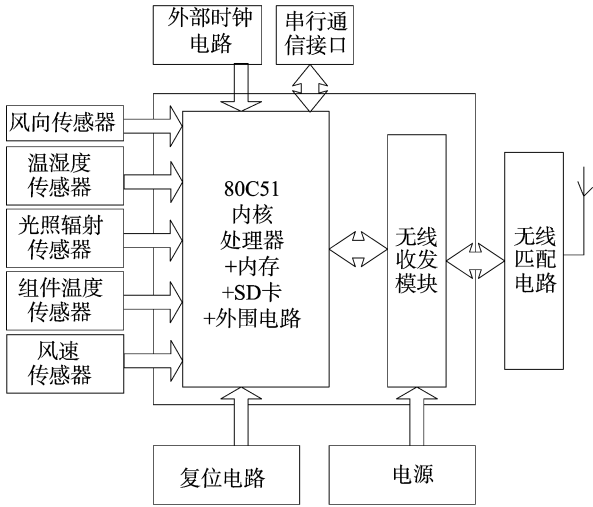 外部时钟
电路
串行通
信接口
风向传感器
温湿度
传感器
光照辐射
传感器
组件温度
传感器
风速
传感器
80C51
内核
处理器
+内存
+SD卡
+外围电路
无线
收发
模块
无线
匹配
电路
复位电路
电源